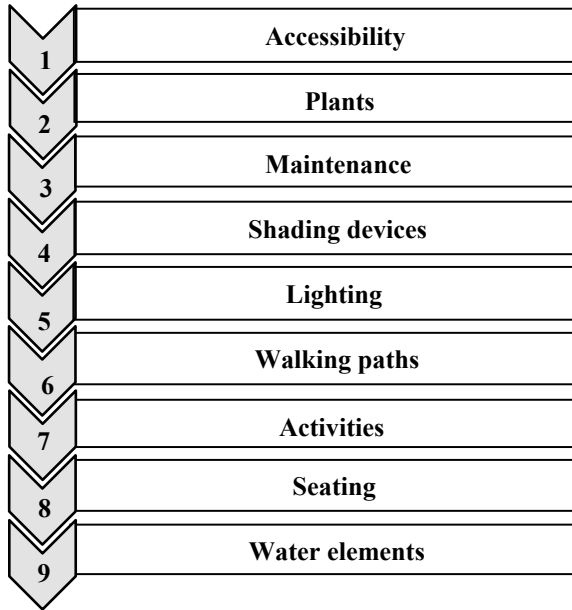 1 Accessibility
2 Plants
3 Maintenance
4 Shading devices
5 Lighting
6 Walking paths
7 Activities
8 Seating
9 Water elements